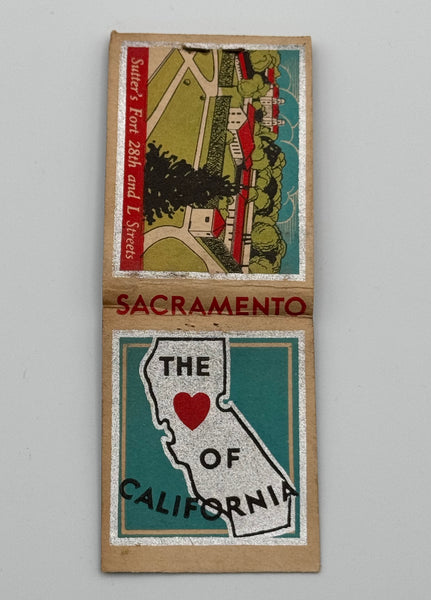 Sutter's Fort 28th and L Streets
SACRAMENTO
THE
OF
CALIFORNIA